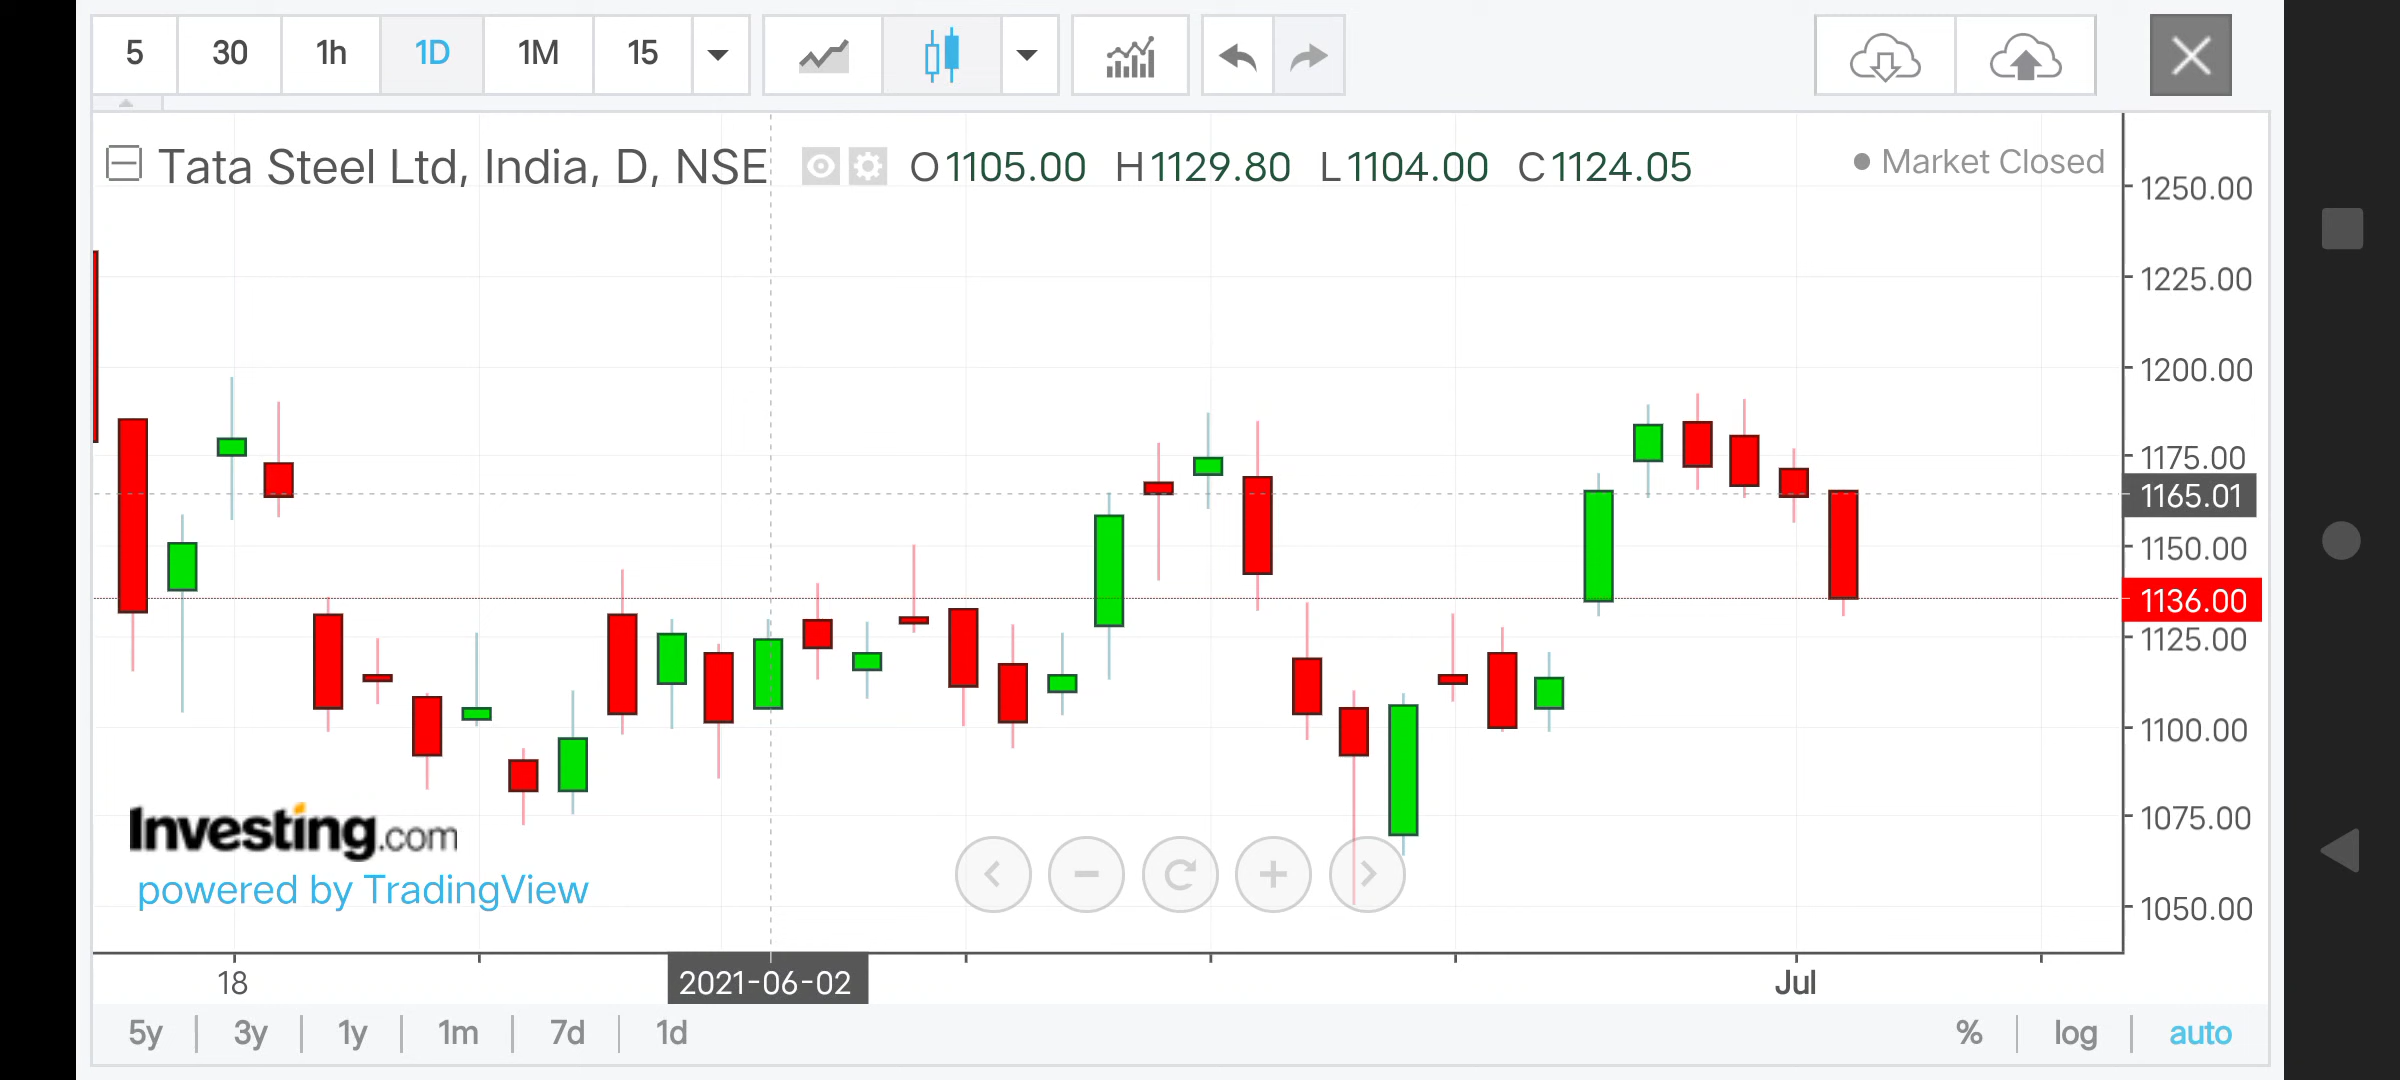 5 30 1h 1D 1M 15
Tata Steel Ltd, India, D, NSE O1105.00 H1129.80 L1104.00 C1124.05 Market Closed
1250.00
1225.00
1200.00
1175.00
1165.01
1150.00
1136.00
1125.00
1100.00
1075.00
1050.00
Investing.com
powered by TradingView
18 2021-06-02 Jul
5y 3y 1y 1m 7d 1d % log auto